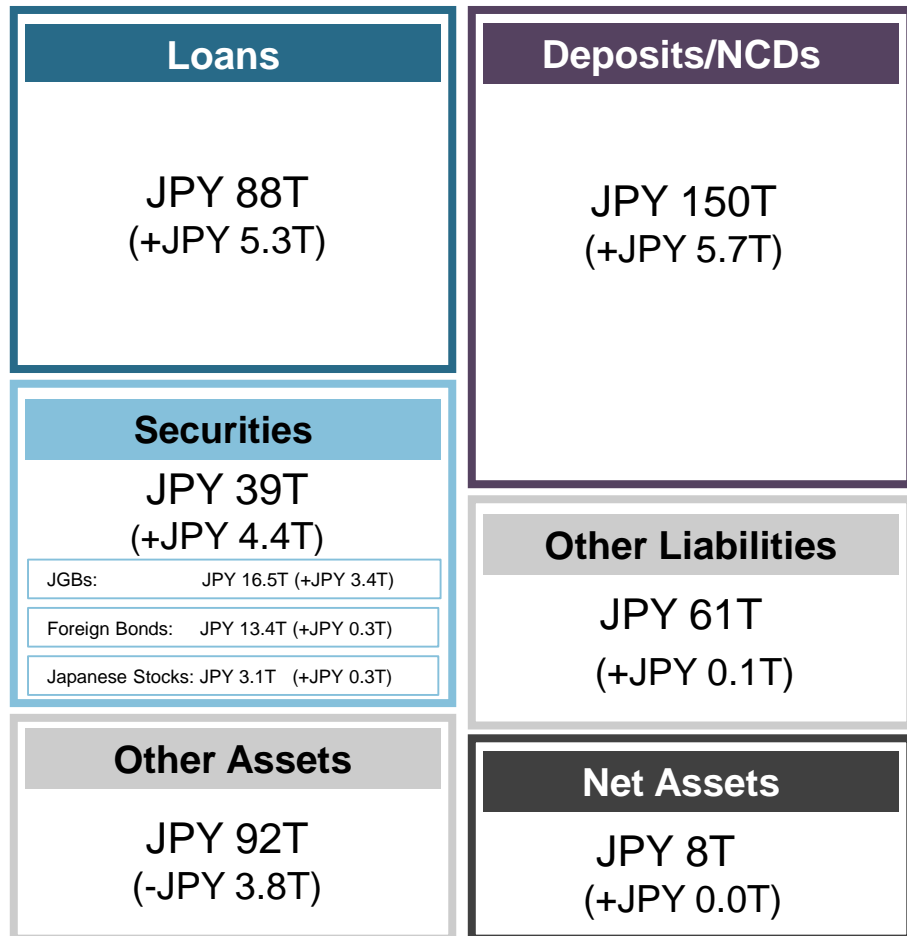 Loans
JPY 88T
(+JPY 5.3T)
Securities
JPY 39T
(+JPY 4.4T)
JGBs: JPY 16.5T (+JPY 3.4T)
Foreign Bonds: JPY 13.4T (+JPY 0.3T)
Japanese Stocks: JPY 3.1T (+JPY 0.3T)
Other Assets
JPY 92T
(-JPY 3.8T)
Deposits/NCDs
JPY 150T
(+JPY 5.7T)
Other Liabilities
JPY 61T
(+JPY 0.1T)
Net Assets
JPY 8T
(+JPY 0.0T)